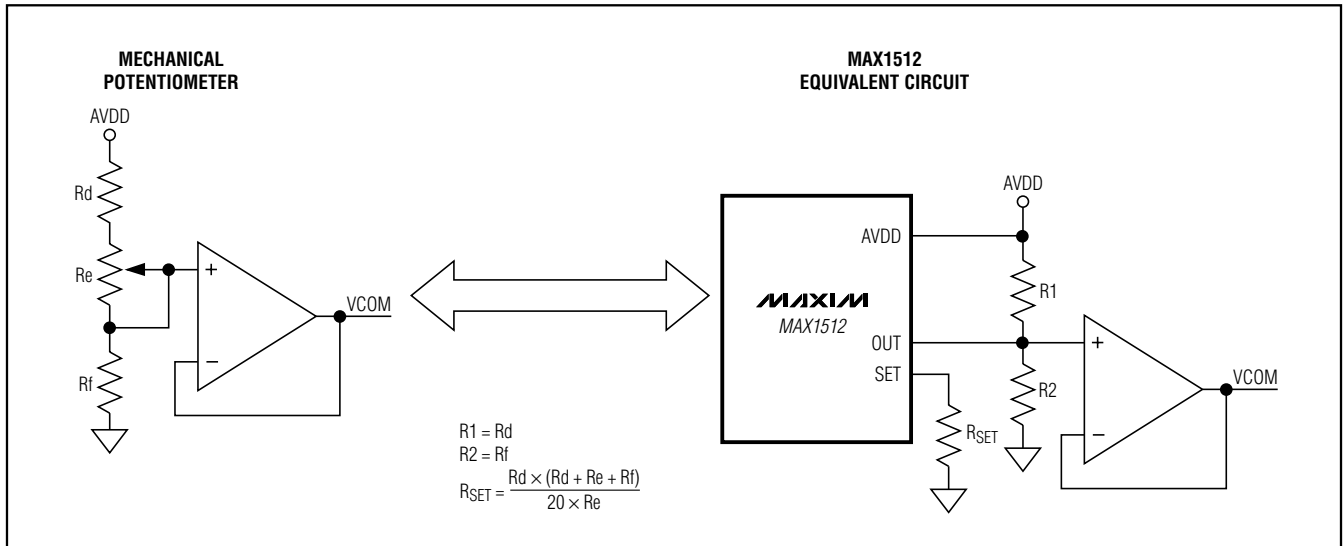 MECHANICAL
POTENTIOMETER
AVDD
Rd
Re
Rf
+
−
VCOM
R1 = Rd
R2 = Rf
RSET = Rd × (Rd + Re + Rf)
20 × Re
MAX1512
EQUIVALENT CIRCUIT
AVDD
AVDD
MAXIM
MAX1512
OUT
SET
RSET
R1
R2
+
−
VCOM